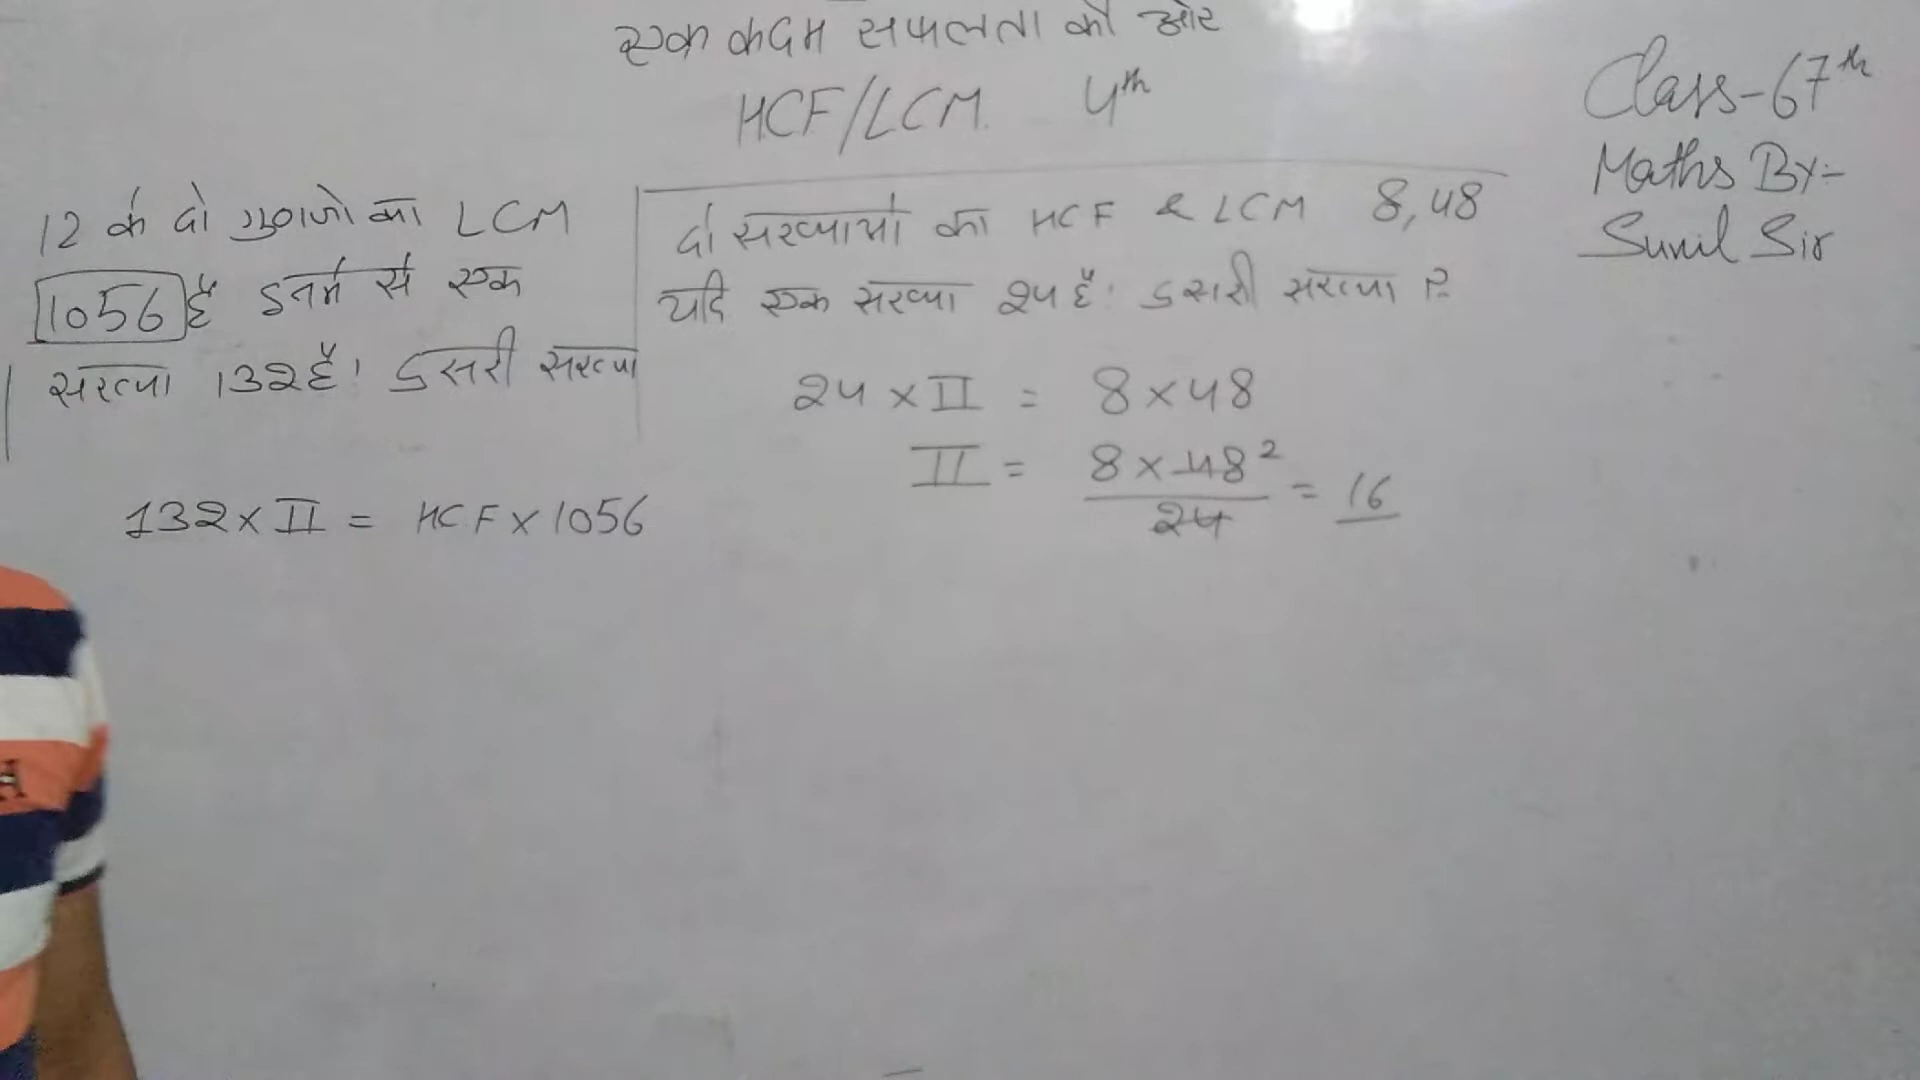 एक कदम सफलता की ओर
HCF/LCM 4th
Class-67th
Maths By:-
Sunil Sir
12 के दो गुणजो का LCM
1056 है इनमें से एक
संख्या 132 है। दुसरी संख्या
132 × II = HCF × 1056
दो संख्याओ का HCF & LCM 8,48
यदि एक संख्या 24 है। दुसरी संख्या ?
24 × II = 8 × 48
II = 8 × 48 2 = 16
24
A